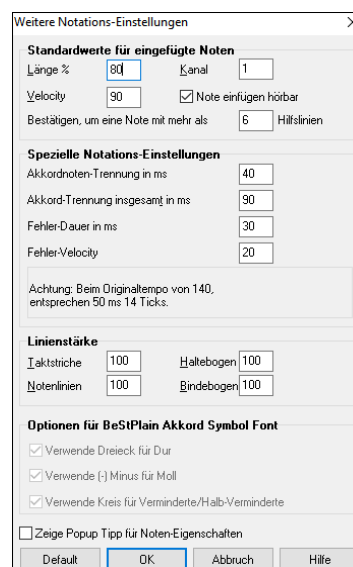 Weitere Notations-Einstellungen
Standardwerte für eingefügte Noten
Länge % 80 Kanal 1
Velocity 90 Note einfügen hörbar
Bestätigen, um eine Note mit mehr als 6 Hilfslinien
Spezielle Notations-Einstellungen
Akkordnoten-Trennung in ms 40
Akkord-Trennung insgesamt in ms 90
Fehler-Dauer in ms 30
Fehler-Velocity 20
Achtung: Beim Originaltempo von 140,
entsprechen 50 ms 14 Ticks.
Linienstärke
Taktstriche 100 Haltebogen 100
Notenlinien 100 Bindebogen 100
Optionen für BeStPlain Akkord Symbol Font
Verwende Dreieck für Dur
Verwende (-) Minus für Moll
Verwende Kreis für Verminderte/Halb-Verminderte
Zeige Popup Tipp für Noten-Eigenschaften
Default OK Abbruch Hilfe